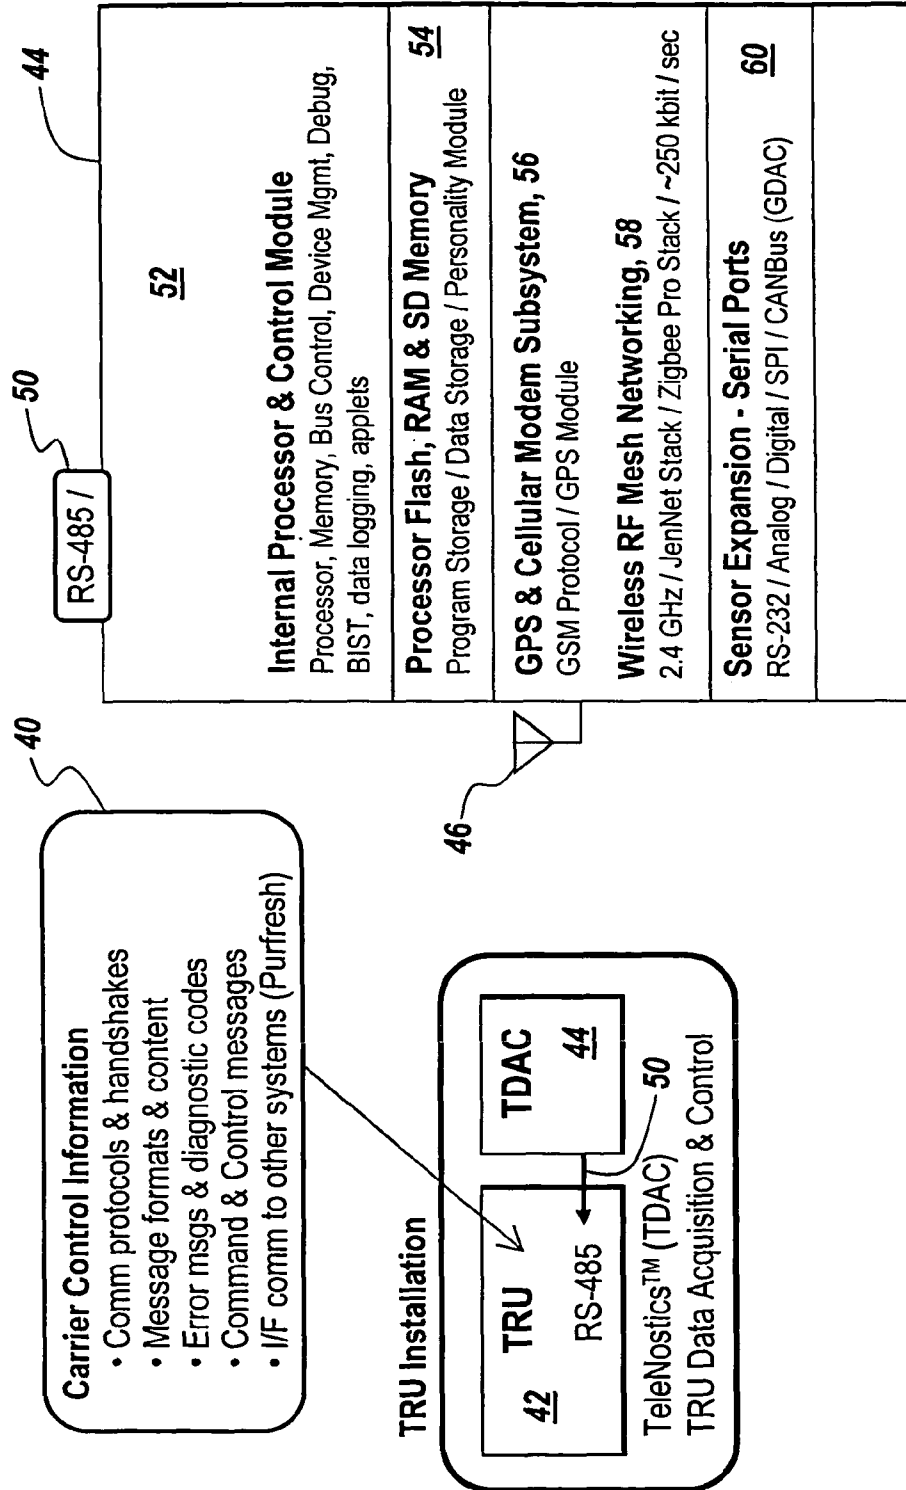 Carrier Control Information
• Comm protocols & handshakes
• Message formats & content
• Error msgs & diagnostic codes
• Command & Control messages
• I/F comm to other systems (Purfresh)
40
TRU Installation
TRU
42
RS-485
TDAC
44
50
TeleNostics™ (TDAC)
TRU Data Acquisition & Control
46
RS-485 /
50
44
52
Internal Processor & Control Module
Processor, Memory, Bus Control, Device Mgmt, Debug,
BIST, data logging, applets
Processor Flash, RAM & SD Memory
54
Program Storage / Data Storage / Personality Module
GPS & Cellular Modem Subsystem, 56
GSM Protocol / GPS Module
Wireless RF Mesh Networking, 58
2.4 GHz / JenNet Stack / Zigbee Pro Stack / ~250 kbit / sec
Sensor Expansion - Serial Ports
60
RS-232 / Analog / Digital / SPI / CANBus (GDAC)